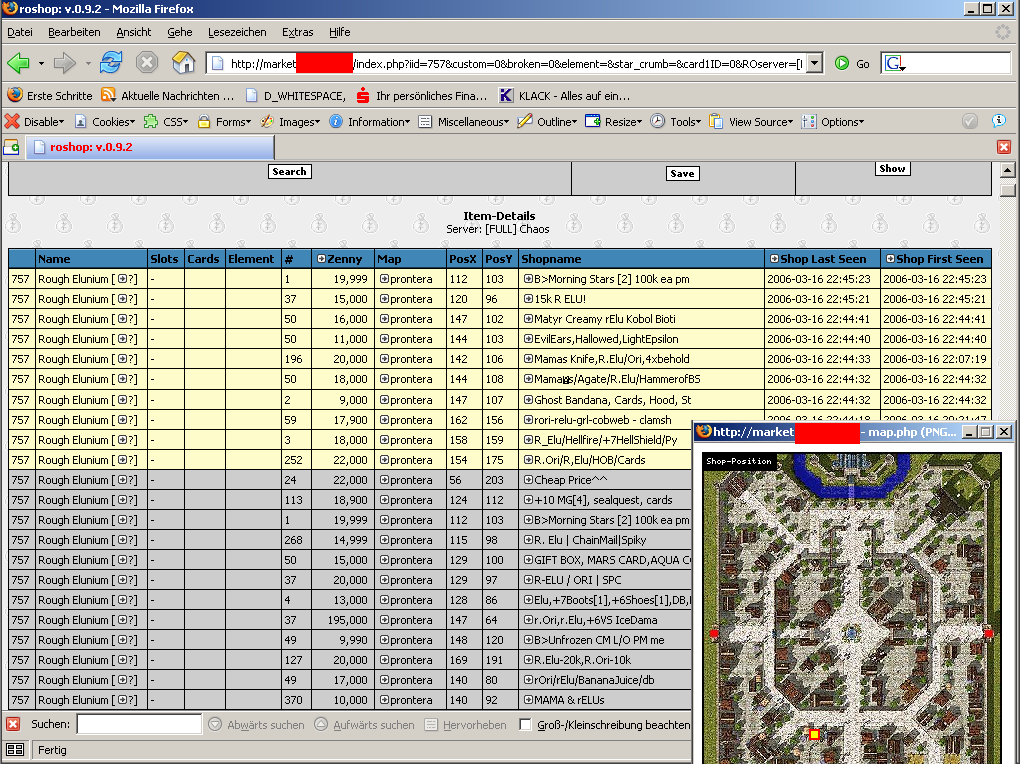 roshop: v.0.9.2 - Mozilla Firefox
Datei Bearbeiten Ansicht Gehe Lesezeichen Extras Hilfe
http://market /index.php?iid=757&custom=0&broken=0&element=&star_crumb=&card1ID=0&ROserver=[ Go G
Erste Schritte Aktuelle Nachrichten ... D_WHITESPACE, Ihr persönliches Fina... KLACK - Alles auf ein...
Disable Cookies CSS Forms Images Information Miscellaneous Outline Resize Tools View Source Options
roshop: v.0.9.2
Search Save Show
Item-Details
Server: [FULL] Chaos
Name Slots Cards Element # Zenny Map PosX PosY Shopname Shop Last Seen Shop First Seen
757 Rough Elunium [ ?] - 1 19,999 prontera 112 103 B>Morning Stars [2] 100k ea pm 2006-03-16 22:45:23 2006-03-16 22:45:23
757 Rough Elunium [ ?] - 37 15,000 prontera 120 96 15k R ELU! 2006-03-16 22:45:21 2006-03-16 22:45:21
757 Rough Elunium [ ?] - 50 16,000 prontera 147 102 Matyr Creamy rElu Kobol Bioti 2006-03-16 22:44:41 2006-03-16 22:44:41
757 Rough Elunium [ ?] - 50 11,000 prontera 144 103 EvilEars,Hallowed,LightEpsilon 2006-03-16 22:44:40 2006-03-16 22:44:40
757 Rough Elunium [ ?] - 196 20,000 prontera 142 106 Mamas Knife,R.Elu/Ori,4xbehold 2006-03-16 22:44:33 2006-03-16 22:07:19
757 Rough Elunium [ ?] - 50 18,000 prontera 144 108 /Agate/R.Elu/HammerofBS 2006-03-16 22:44:32 2006-03-16 22:44:32
757 Rough Elunium [ ?] - 2 9,000 prontera 147 107 Ghost Bandana, Cards, Hood, St 2006-03-16 22:44:32 2006-03-16 22:44:32
757 Rough Elunium [ ?] - 59 17,900 prontera 162 156 rori-relu-grl-cobweb - clamsh
757 Rough Elunium [ ?] - 3 18,000 prontera 158 159 R_Elu/Hellfire/+7HellShield/Py
757 Rough Elunium [ ?] - 252 22,000 prontera 154 175 R.Ori/R,Elu/HOB/Cards
757 Rough Elunium [ ?] - 24 22,000 prontera 56 203 Cheap Price^^
757 Rough Elunium [ ?] - 113 18,900 prontera 124 112 +10 MG[4], sealquest, cards
757 Rough Elunium [ ?] - 1 19,999 prontera 112 103 B>Morning Stars [2] 100k ea pm
757 Rough Elunium [ ?] - 268 14,999 prontera 115 98 R. Elu | ChainMail|Spiky
757 Rough Elunium [ ?] - 50 15,000 prontera 129 100 GIFT BOX, MARS CARD,AQUA
757 Rough Elunium [ ?] - 37 20,000 prontera 129 97 R-ELU / ORI | SPC
757 Rough Elunium [ ?] - 4 13,000 prontera 128 86 Elu,+7Boots[1],+6Shoes[1],DB,
757 Rough Elunium [ ?] - 37 195,000 prontera 147 64 r.Ori,r.Elu,+6VS IceDama
757 Rough Elunium [ ?] - 49 9,990 prontera 148 120 B>Unfrozen CM L/O PM me
757 Rough Elunium [ ?] - 127 20,000 prontera 169 191 R.Elu-20k,R.Ori-10k
757 Rough Elunium [ ?] - 49 17,000 prontera 140 80 rOri/rElu/BananaJuice/db
757 Rough Elunium [ ?] - 370 10,000 prontera 140 92 MAMA & rELUs
http://market - map.php (PNG...
Shop-Position
Suchen: Abwärts suchen Aufwärts suchen Hervorheben Groß-/Kleinschreibung beachten
Fertig